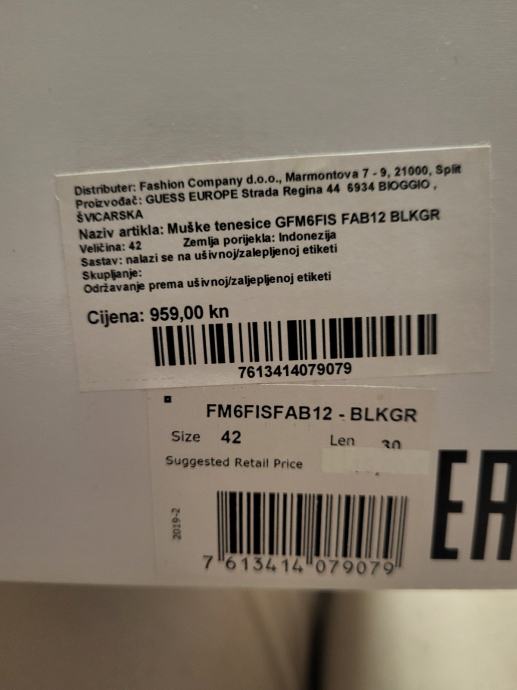 Distributer: Fashion Company d.o.o., Marmontova 7 - 9, 21000, Split
Proizvođač: GUESS EUROPE Strada Regina 44 6934 BIOGGIO ,
ŠVICARSKA
Naziv artikla: Muške tenesice GFM6FIS FAB12 BLKGR
Veličina: 42 Zemlja porijekla: Indonezija
Sastav: nalazi se na ušivnoj/zalepljenoj etiketi
Skupljanje:
Održavanje prema ušivnoj/zaljepljenoj etiketi
Cijena: 959,00 kn
7613414079079
FM6FISFAB12 - BLKGR
Size 42 Len 30
Suggested Retail Price
2019-2
7 613414 079079
EA